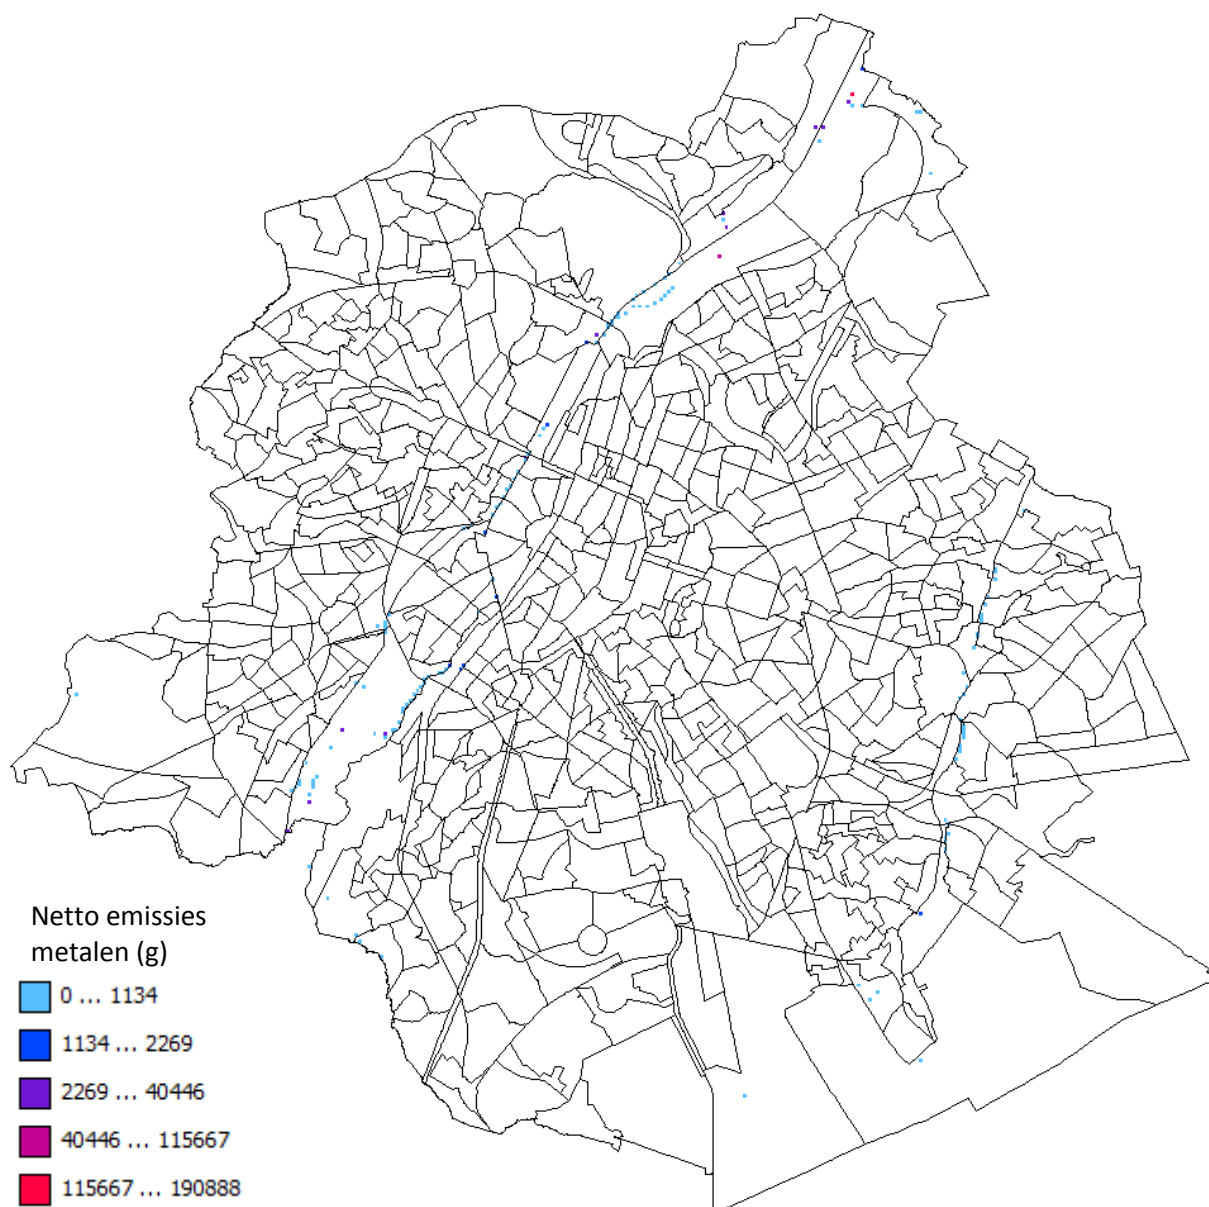 Netto emissies
metalen (g)
0 ... 1134
1134 ... 2269
2269 ... 40446
40446 ... 115667
115667 ... 190888